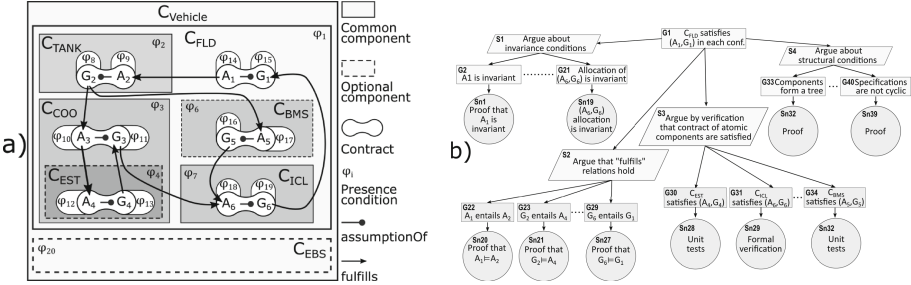 a)
C_Vehicle
C_TANK
φ₂
C_FLD
φ₁
φ₈
φ₉
φ₁₄
φ₁₅
G₂
A₂
A₁
G₁
C_COO
φ₃
φ₆
C_BMS
φ₁₀
A₃
G₃
φ₁₁
φ₁₆
G₅
A₅
φ₁₇
C_EST
φ₄
φ₇
C_ICL
φ₁₂
A₄
G₄
φ₁₃
φ₁₈
φ₁₉
A₆
G₆
φ₂₀
C_EBS
Common
component
Optional
component
Contract
φᵢ
Presence
condition
assumptionOf
fulfills
b)
G1
C_FLD satisfies
(A₁,G₁) in each conf.
S1
Argue about
invariance conditions
S4
Argue about
structural conditions
G2
A1 is invariant
G21 Allocation of
(A₆,G₆) is invariant
G33 Components
form a tree
G40 Specifications
are not cyclic
Sn1
Proof that
A₁ is
invariant
Sn19
(A₆,G₆)
allocation
is invariant
Sn32
Proof
Sn39
Proof
S3
Argue by verification
that contract of atomic
components are satisfied
S2
Argue that "fulfills"
relations hold
G22
A₁ entails A₂
G23
G₂ entails A₄
G29
G₆ entails G₁
G30 C_EST
satisfies (A₄,G₄)
G31 C_ICL
satisfies (A₆,G₆)
G34 C_BMS
satisfies (A₅,G₅)
Sn20
Proof that
A₁⊨A₂
Sn21
Proof that
G₂⊨A₄
Sn27
Proof that
G₆⊨G₁
Sn28
Unit
tests
Sn29
Formal
verification
Sn32
Unit
tests